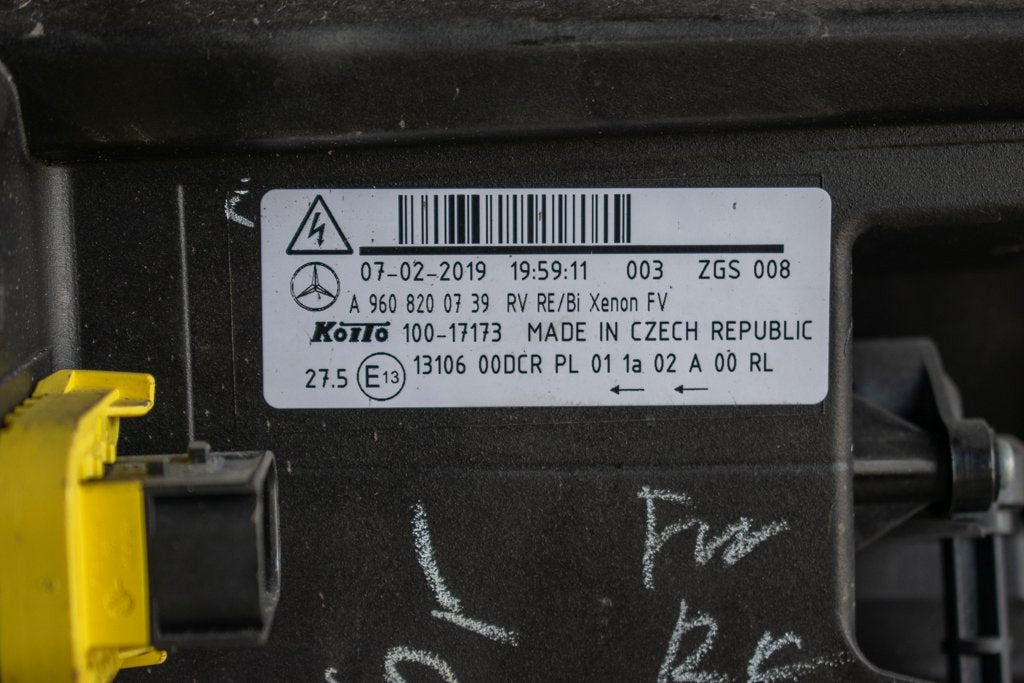 07-02-2019 19:59:11 003 ZGS 008
A 960 820 07 39 RV RE/Bi Xenon FV
KOITO 100-17173 MADE IN CZECH REPUBLIC
27.5 E13 13106 00DCR PL 01 1a 02 A 00 RL